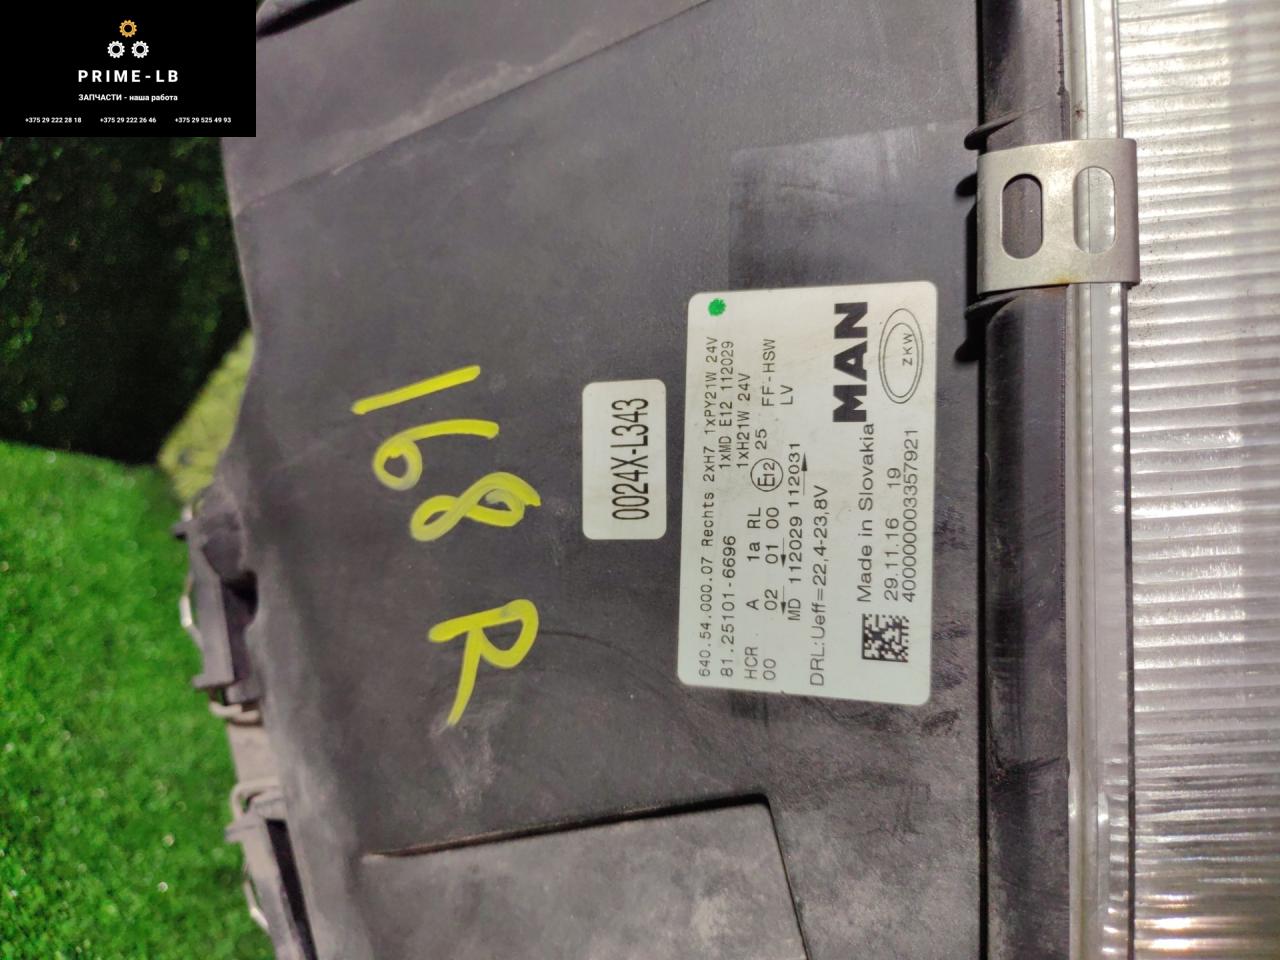 PRIME-LB
ЗАПЧАСТИ - наша работа
+375 29 222 28 18 +375 29 222 26 46 +375 29 525 49 93
168 R
0024X-L343
640.54.000.07 Rechts 2xH7 1xPY21W 24V
81.25101-6696 1xMD E12 112029
HCR A 1a RL 1xH21W 24V
00 02 01 00 E12 25 FF-HSW
MD 112029 112031 LV
DRL:Ueff=22,4-23,8V
MAN
Made in Slovakia
29.11.16 19
4000000003357921
ZKW